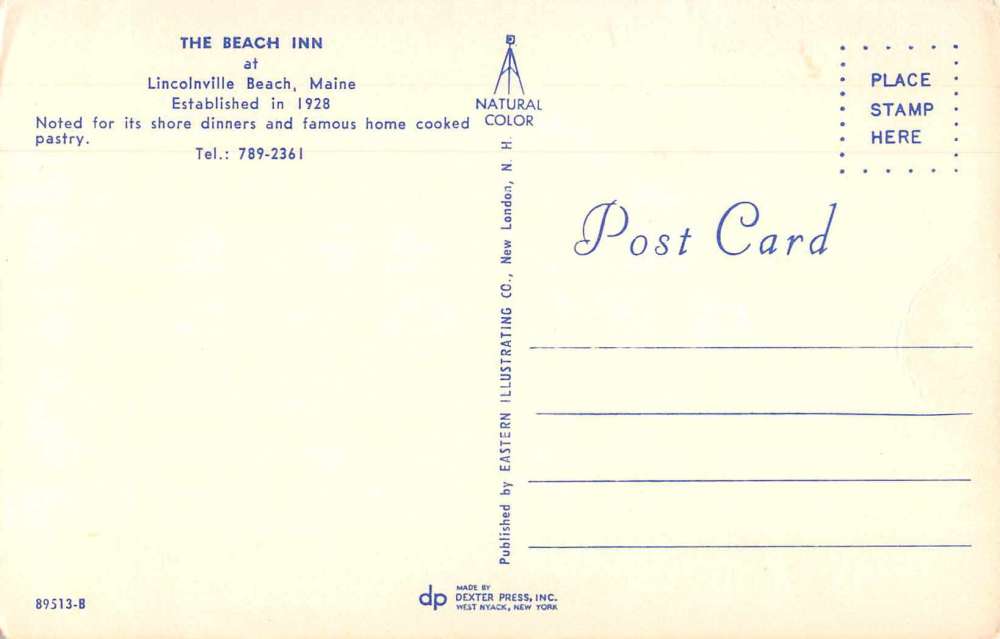 THE BEACH INN
at
Lincolnville Beach, Maine
Established in 1928
Noted for its shore dinners and famous home cooked
pastry.
Tel.: 789-2361
NATURAL
COLOR
Published by EASTERN ILLUSTRATING CO., New London, N. H.
PLACE
STAMP
HERE
Post Card
89513-B
dp
MADE BY
DEXTER PRESS, INC.
WEST NYACK, NEW YORK